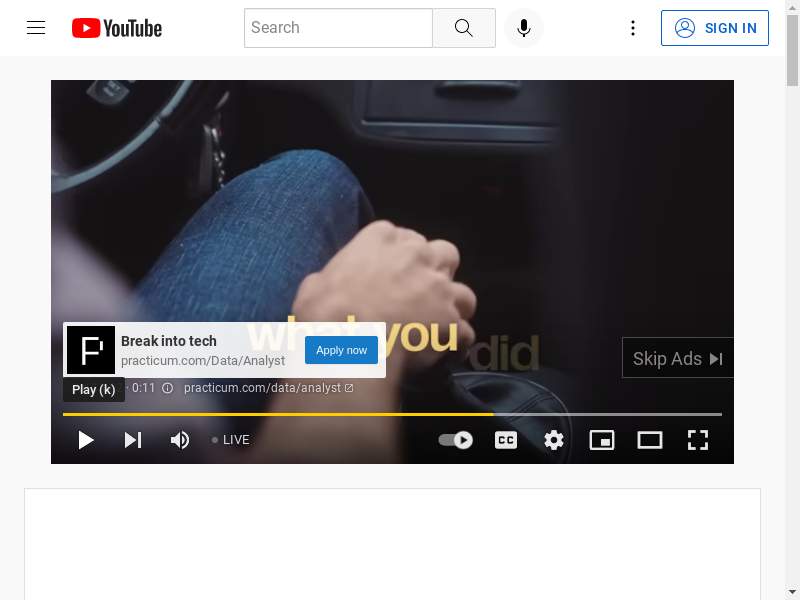 YouTube
Search
SIGN IN
what you did
Break into tech
practicum.com/Data/Analyst
Apply now
Skip Ads
Play (k)
· 0:11
practicum.com/data/analyst
LIVE
CC